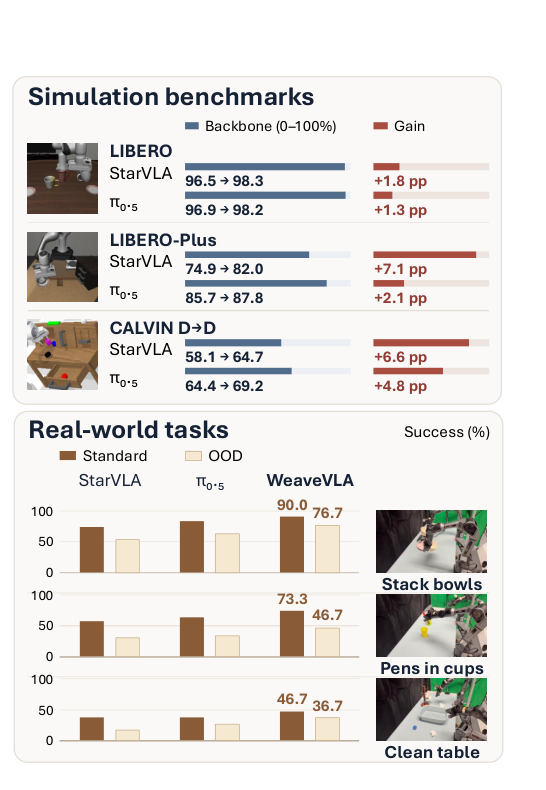 Simulation benchmarks
Backbone (0–100%) Gain
LIBERO
StarVLA
96.5 → 98.3 +1.8 pp
π₀.₅
96.9 → 98.2 +1.3 pp
LIBERO-Plus
StarVLA
74.9 → 82.0 +7.1 pp
π₀.₅
85.7 → 87.8 +2.1 pp
CALVIN D→D
StarVLA
58.1 → 64.7 +6.6 pp
π₀.₅
64.4 → 69.2 +4.8 pp
Real-world tasks Success (%)
Standard OOD
StarVLA π₀.₅ WeaveVLA
90.0 76.7
100
50
0
Stack bowls
73.3 46.7
100
50
0
Pens in cups
46.7 36.7
100
50
0
Clean table